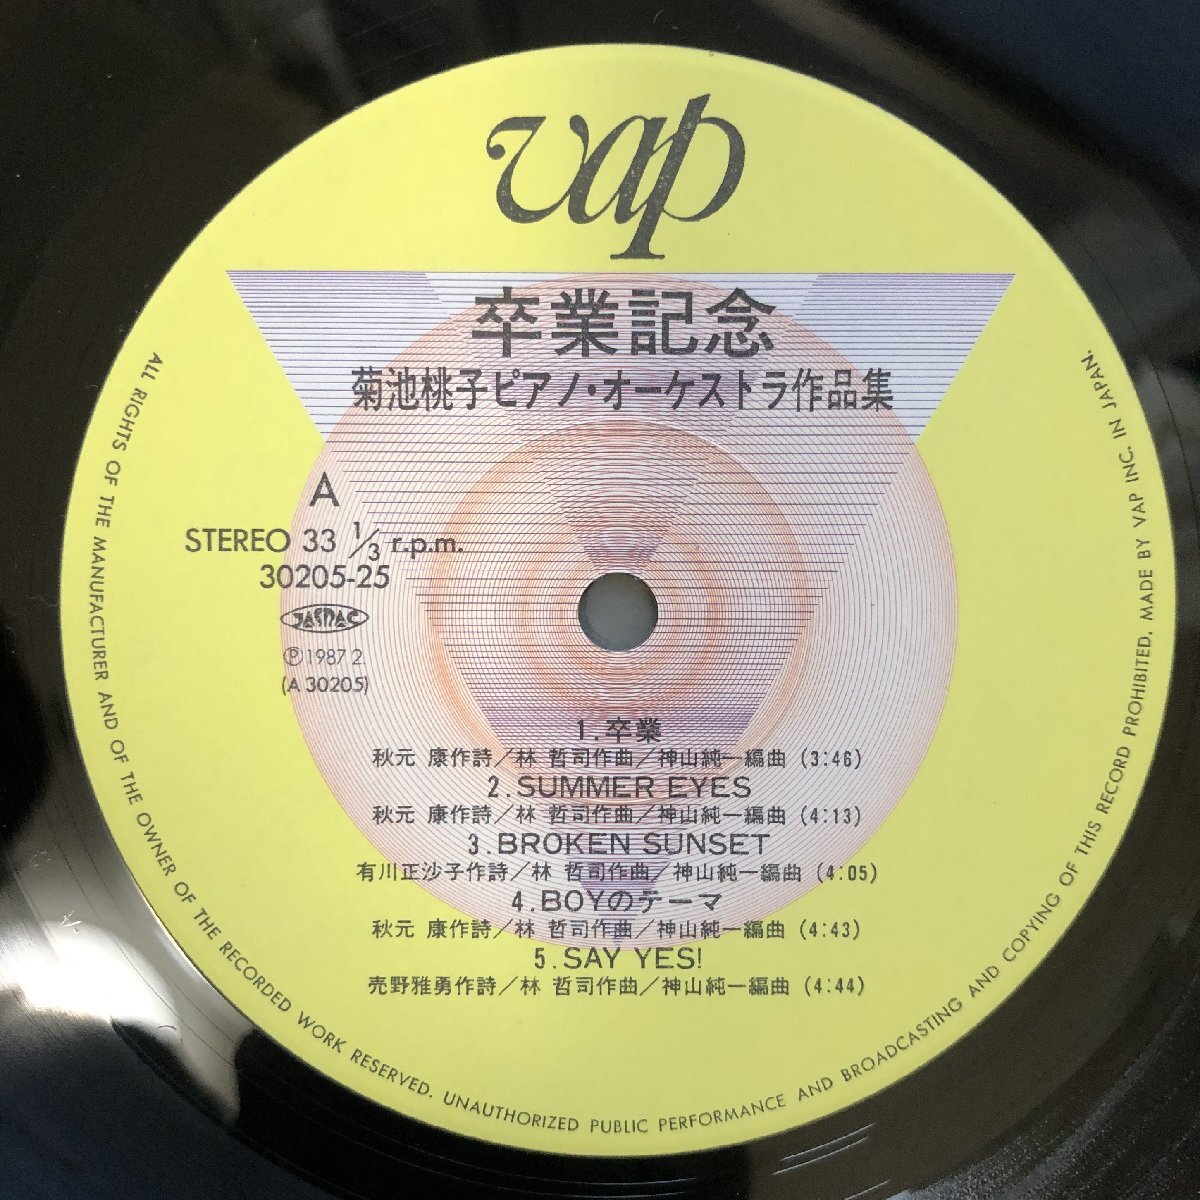 vap
卒業記念
菊池桃子ピアノ・オーケストラ作品集
A
STEREO 33 1/3 r.p.m.
30205-25
JASRAC
Ⓟ1987 2.
(A 30205)
1.卒業
秋元 康作詩／林 哲司作曲／神山純一編曲 (3:46)
2.SUMMER EYES
秋元 康作詩／林 哲司作曲／神山純一編曲 (4:13)
3.BROKEN SUNSET
有川正沙子作詩／林 哲司作曲／神山純一編曲 (4:05)
4.BOYのテーマ
秋元 康作詩／林 哲司作曲／神山純一編曲 (4:43)
5.SAY YES!
売野雅勇作詩／林 哲司作曲／神山純一編曲 (4:44)
ALL RIGHTS OF THE MANUFACTURER AND OF THE OWNER OF THE RECORDED WORK RESERVED. UNAUTHORIZED PUBLIC PERFORMANCE AND BROADCASTING AND COPYING OF THIS RECORD PROHIBITED. MADE BY VAP INC. IN JAPAN.